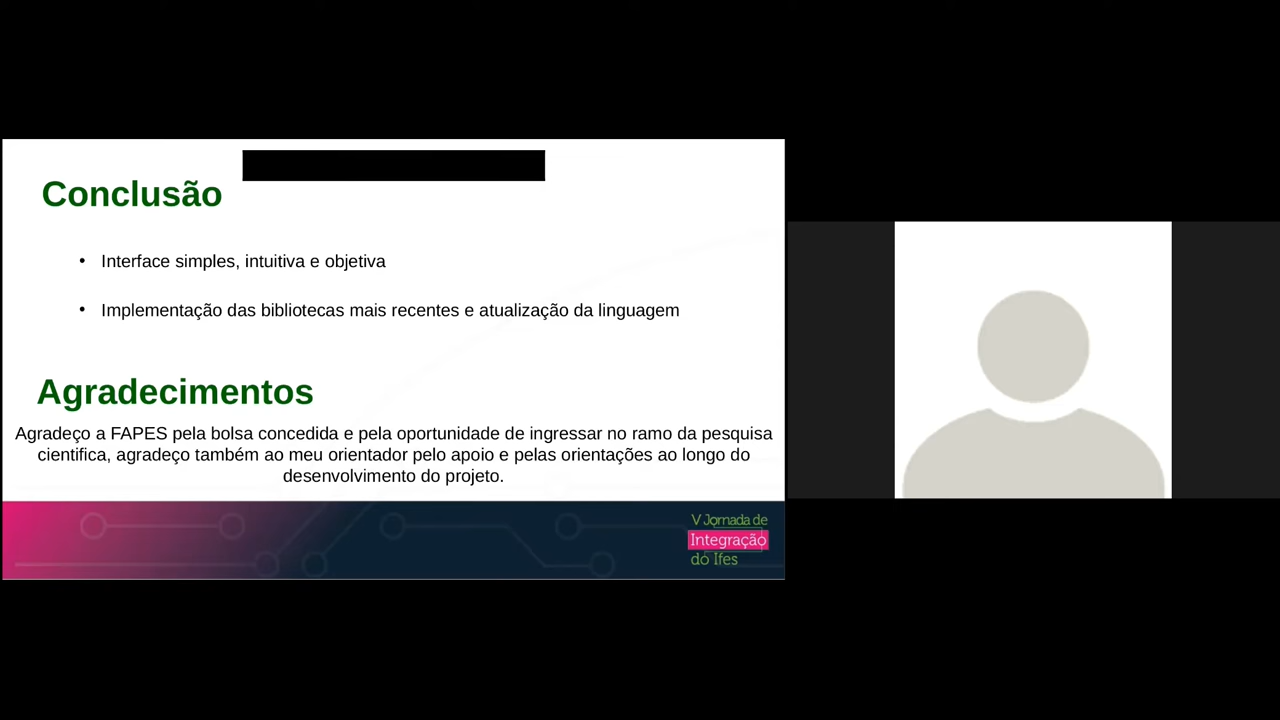 Conclusão
• Interface simples, intuitiva e objetiva
• Implementação das bibliotecas mais recentes e atualização da linguagem
Agradecimentos
Agradeço a FAPES pela bolsa concedida e pela oportunidade de ingressar no ramo da pesquisa
cientifica, agradeço também ao meu orientador pelo apoio e pelas orientações ao longo do
desenvolvimento do projeto.
V Jornada de
Integração
do Ifes